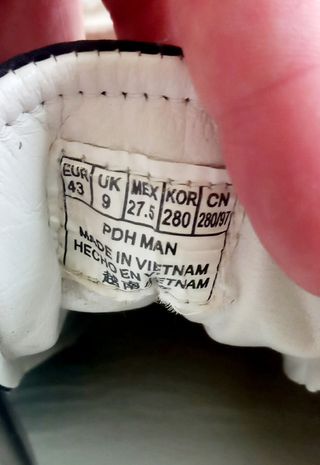 EUR UK MEX KOR CN
43 9 27.5 280 280/97
PDH MAN
MADE IN VIETNAM
HECHO EN VIETNAM
越南